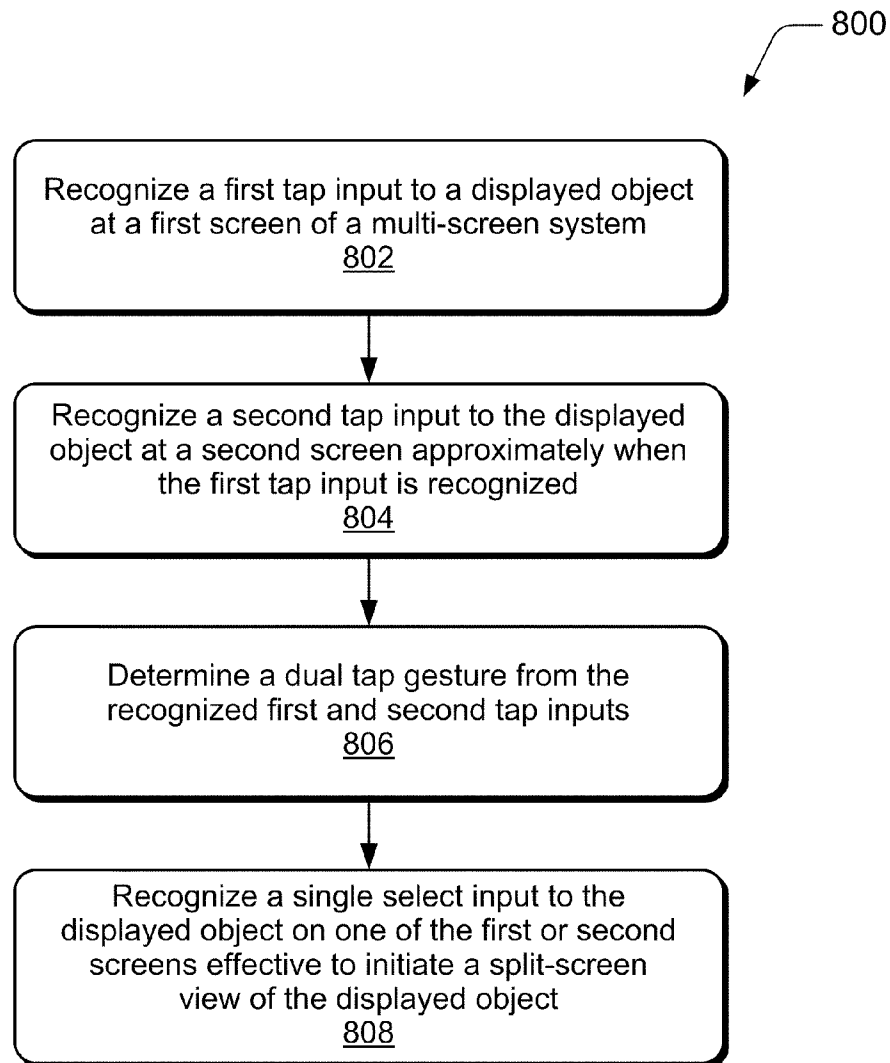 800
Recognize a first tap input to a displayed object
at a first screen of a multi-screen system
802
Recognize a second tap input to the displayed
object at a second screen approximately when
the first tap input is recognized
804
Determine a dual tap gesture from the
recognized first and second tap inputs
806
Recognize a single select input to the
displayed object on one of the first or second
screens effective to initiate a split-screen
view of the displayed object
808